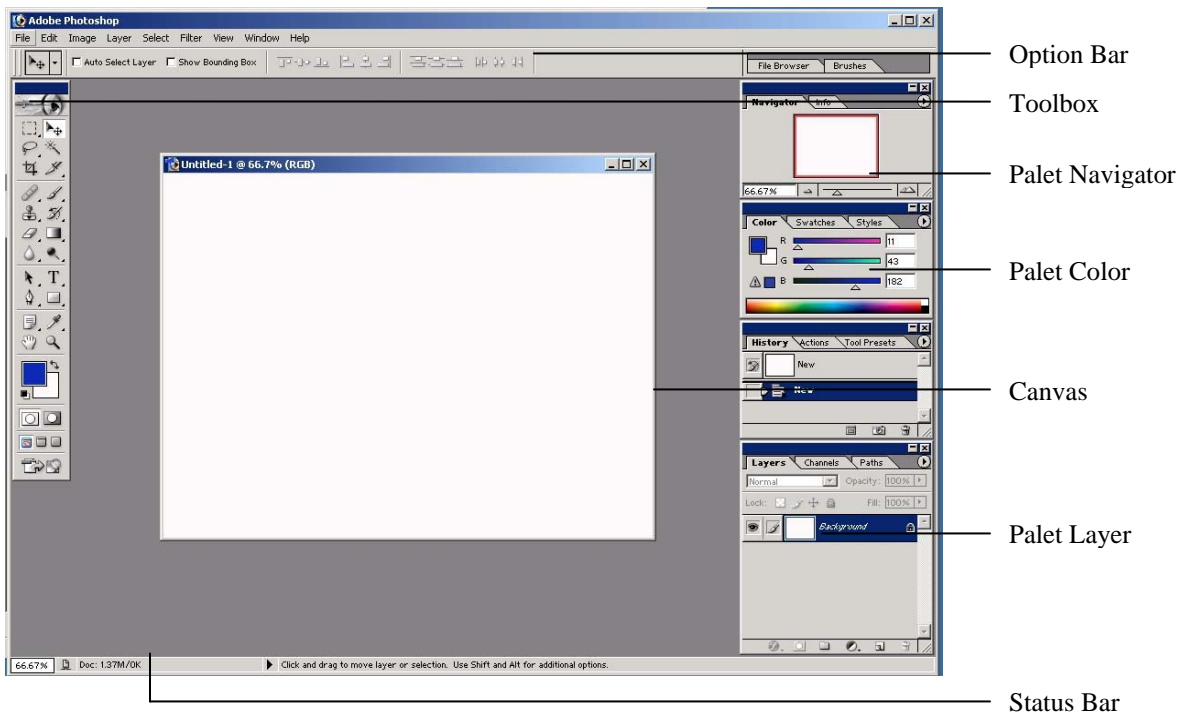 Adobe Photoshop
File Edit Image Layer Select Filter View Window Help
Auto Select Layer Show Bounding Box
File Browser Brushes
Option Bar
Toolbox
Navigator Info
Palet Navigator
66.67%
Untitled-1 @ 66.7% (RGB)
Color Swatches Styles
R 11
G 43
B 182
Palet Color
History Actions Tool Presets
New
New
Canvas
Layers Channels Paths
Normal Opacity: 100%
Lock: Fill: 100%
Background
Palet Layer
T
66.67% Doc: 1.37M/0K Click and drag to move layer or selection. Use Shift and Alt for additional options.
Status Bar